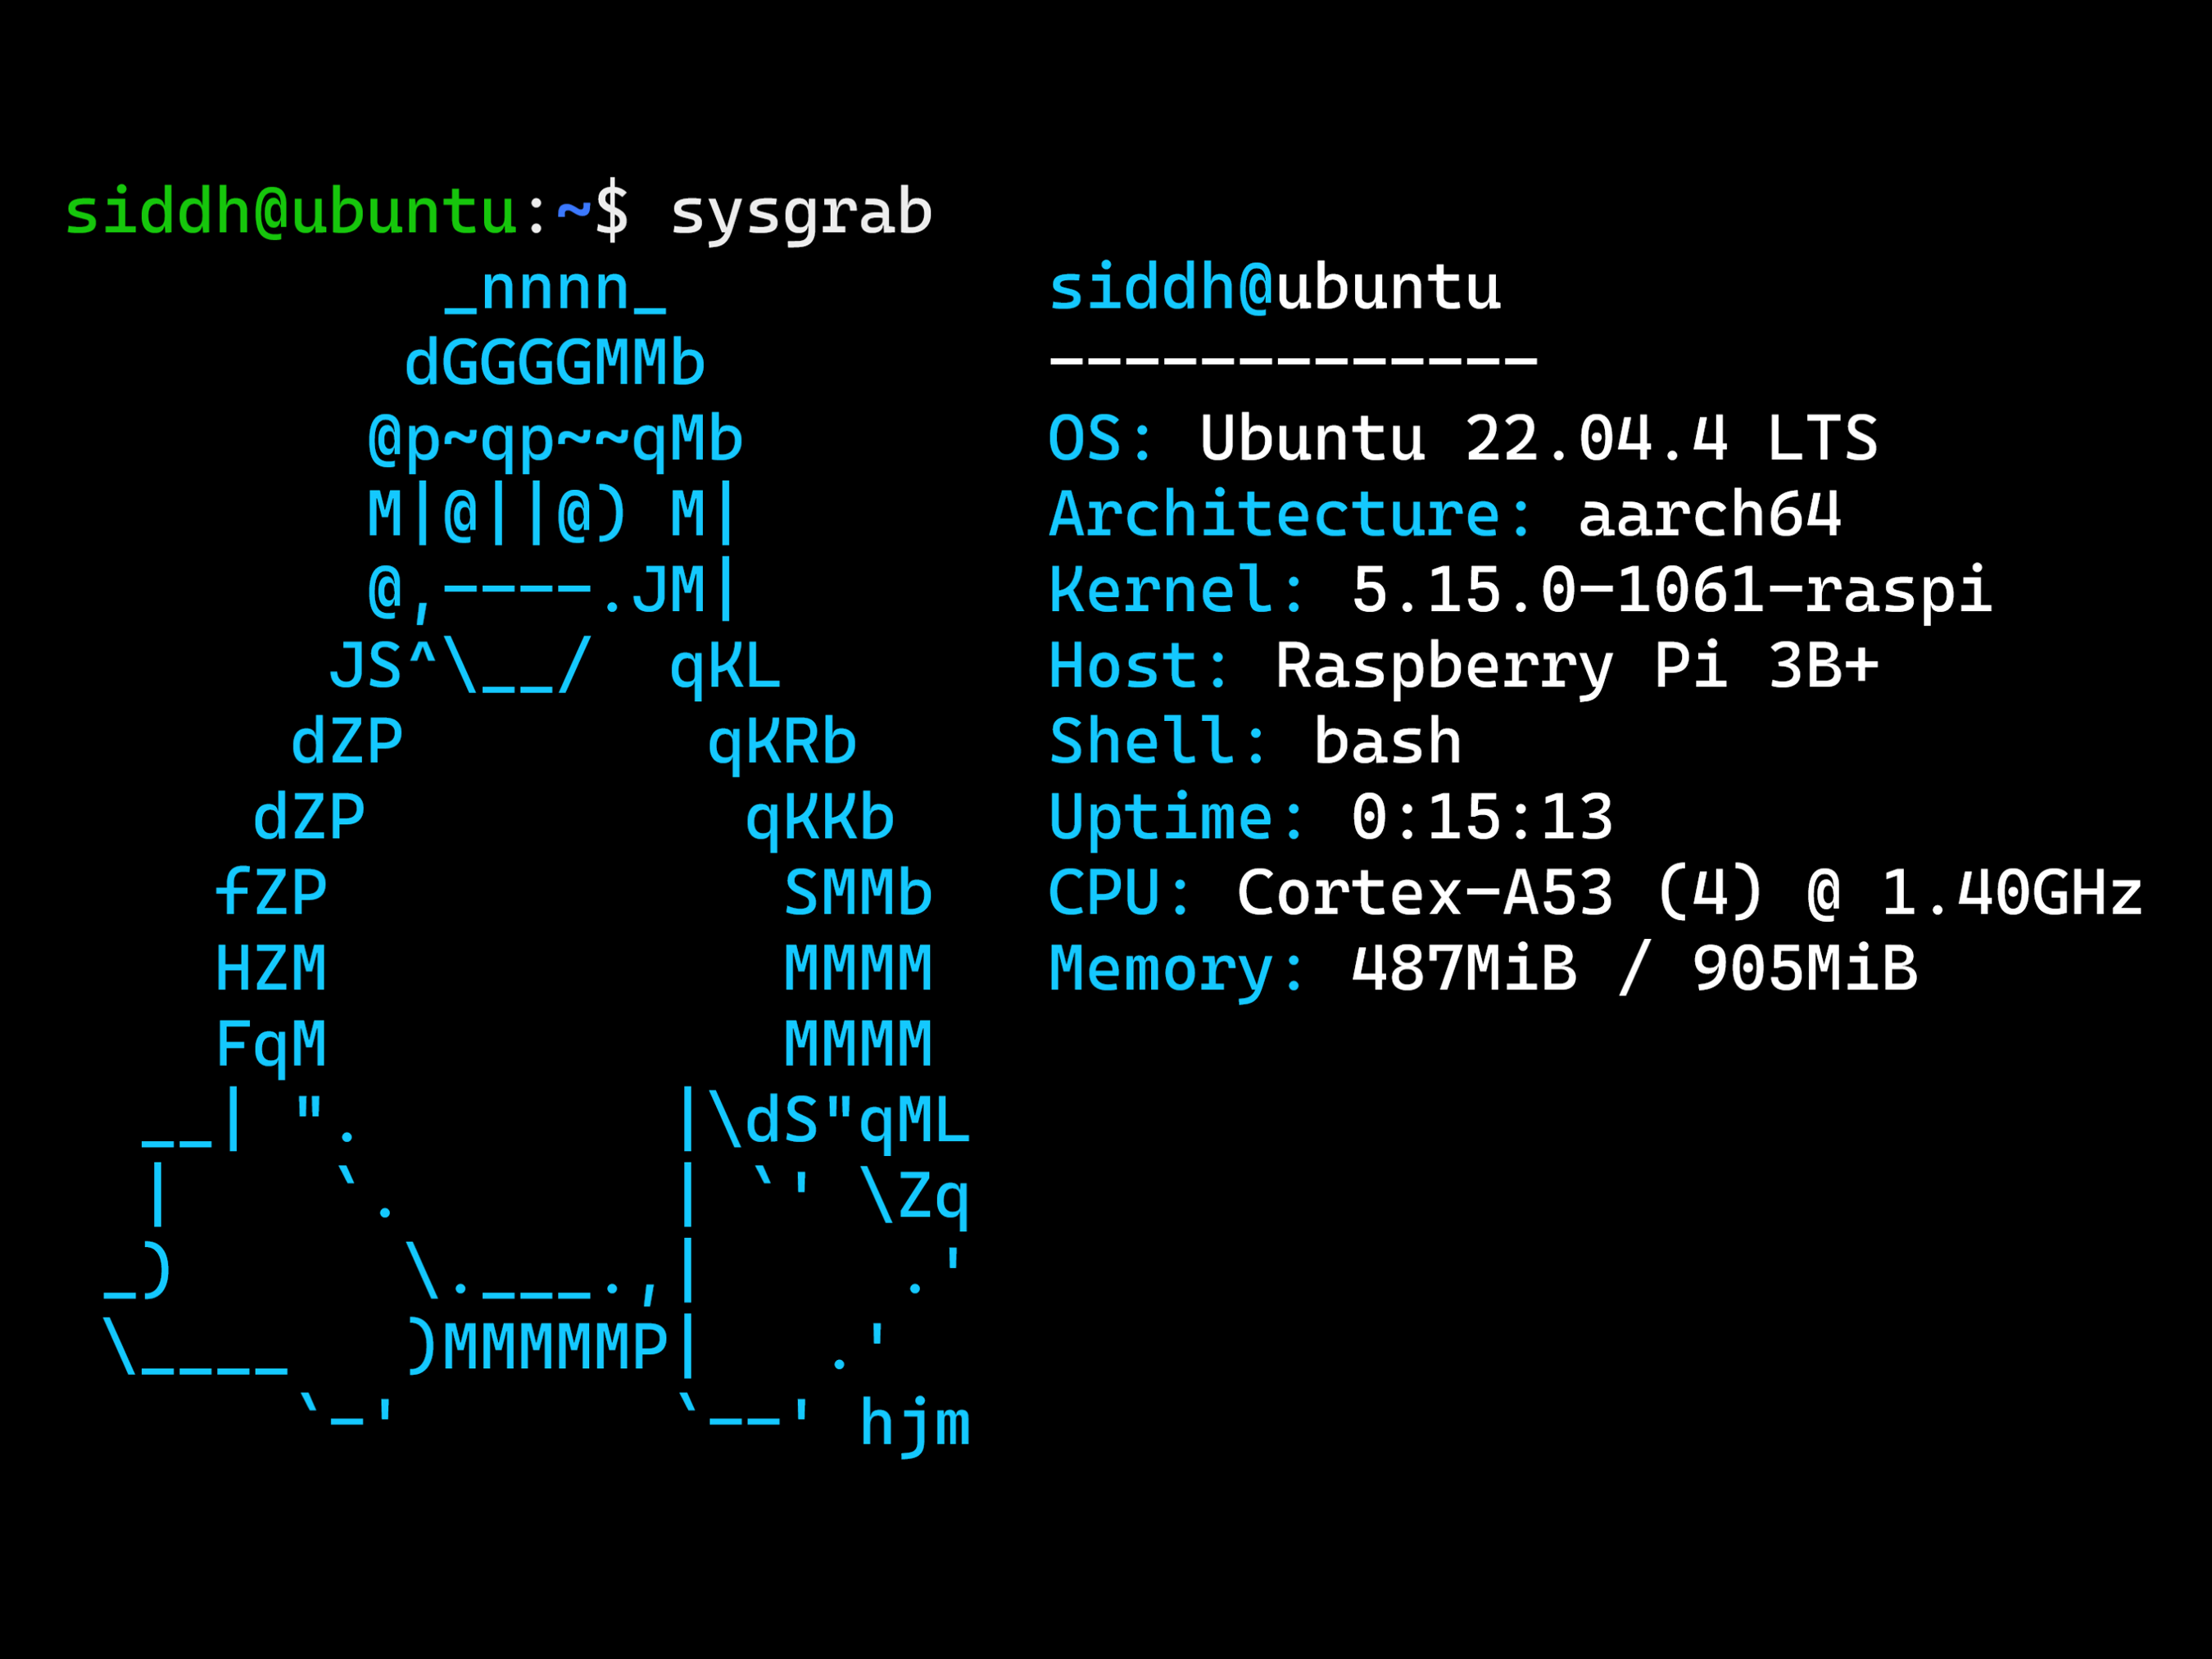 siddh@ubuntu:~$ sysgrab
         _nnnn_          siddh@ubuntu
        dGGGGMMb         -------------
       @p~qp~~qMb        OS: Ubuntu 22.04.4 LTS
       M|@||@) M|        Architecture: aarch64
       @,----.JM|        Kernel: 5.15.0-1061-raspi
      JS^\__/  qKL       Host: Raspberry Pi 3B+
     dZP        qKRb     Shell: bash
    dZP          qKKb    Uptime: 0:15:13
   fZP            SMMb   CPU: Cortex-A53 (4) @ 1.40GHz
   HZM            MMMM   Memory: 487MiB / 905MiB
   FqM            MMMM
 __| ".        |\dS"qML
 |    `.       | `' \Zq
_)      \.___.,|     .'
\____   )MMMMMP|   .'
     `-'       `--' hjm